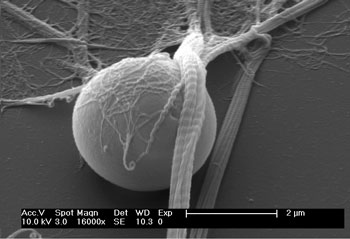 Acc.V Spot Magn Det WD Exp 2 µm
10.0 kV 3.0 16000x SE 10.3 0